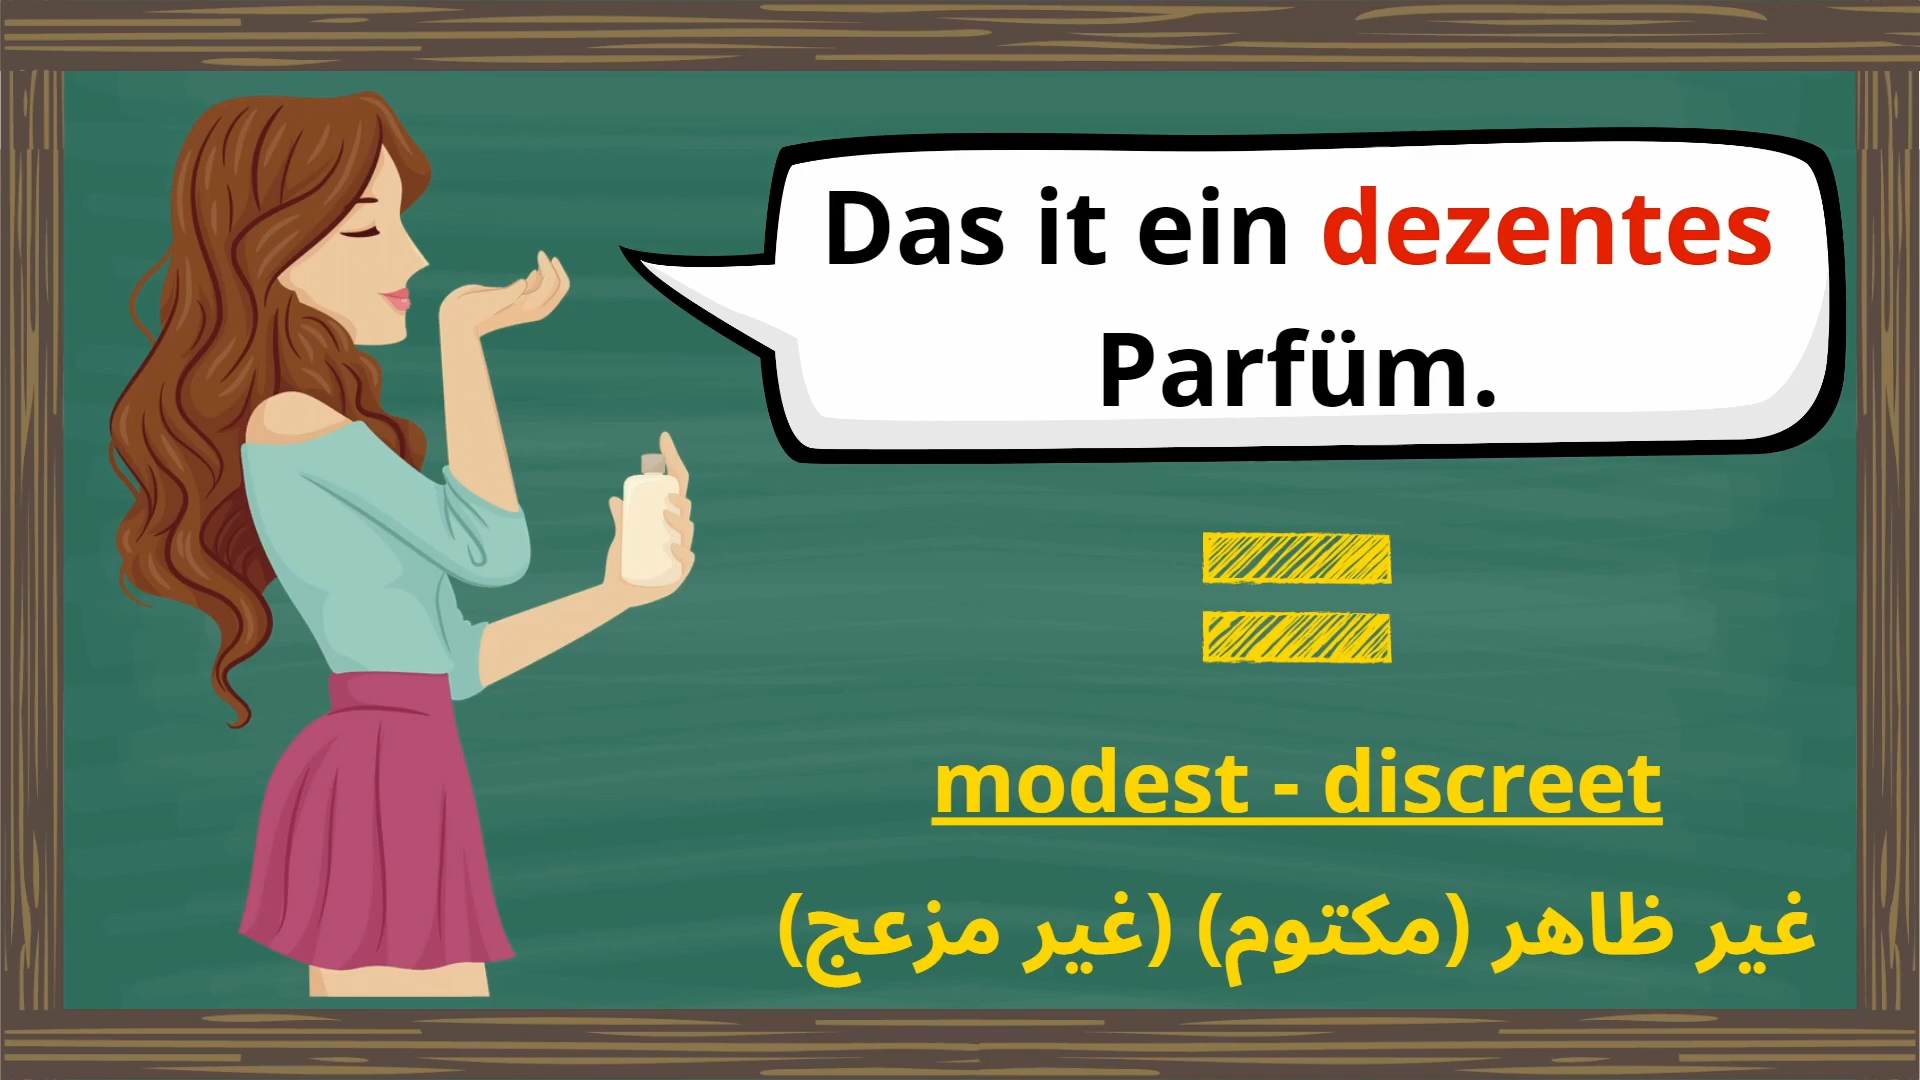 Das it ein dezentes
Parfüm.
modest - discreet
غير ظاهر (مكتوم) (غير مزعج)